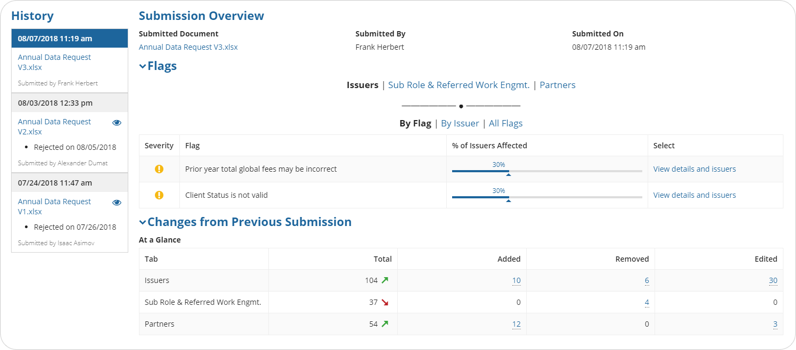 History
08/07/2018 11:19 am
Annual Data Request
V3.xlsx
Submitted by Frank Herbert
08/03/2018 12:33 pm
Annual Data Request
V2.xlsx
Rejected on 08/05/2018
Submitted by Alexander Dumat
07/24/2018 11:47 am
Annual Data Request
V1.xlsx
Rejected on 07/26/2018
Submitted by Isaac Asimov
Submission Overview
Submitted Document Submitted By Submitted On
Annual Data Request V3.xlsx Frank Herbert 08/07/2018 11:19 am
Flags
Issuers | Sub Role & Referred Work Engmt. | Partners
By Flag | By Issuer | All Flags
Severity Flag % of Issuers Affected Select
Prior year total global fees may be incorrect 30% View details and issuers
Client Status is not valid 30% View details and issuers
Changes from Previous Submission
At a Glance
Tab Total Added Removed Edited
Issuers 104 10 6 30
Sub Role & Referred Work Engmt. 37 0 4 0
Partners 54 12 0 3